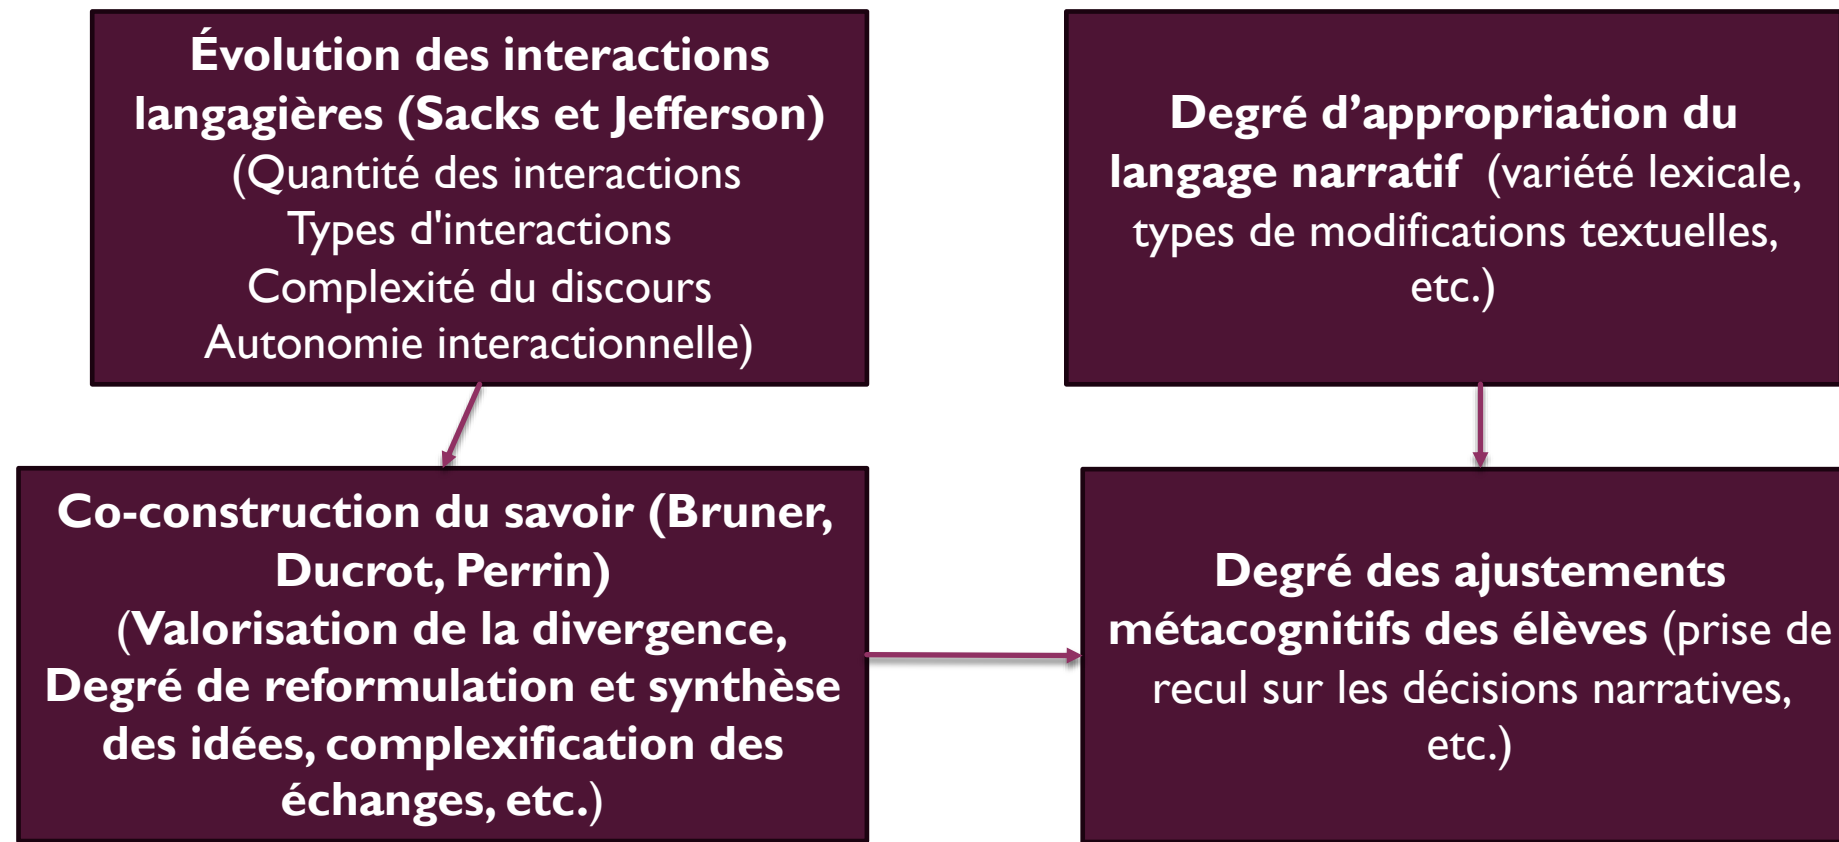 Évolution des interactions
langagières (Sacks et Jefferson)
(Quantité des interactions
Types d'interactions
Complexité du discours
Autonomie interactionnelle)
Degré d’appropriation du
langage narratif (variété lexicale,
types de modifications textuelles,
etc.)
Co-construction du savoir (Bruner,
Ducrot, Perrin)
(Valorisation de la divergence,
Degré de reformulation et synthèse
des idées, complexification des
échanges, etc.)
Degré des ajustements
métacognitifs des élèves (prise de
recul sur les décisions narratives,
etc.)